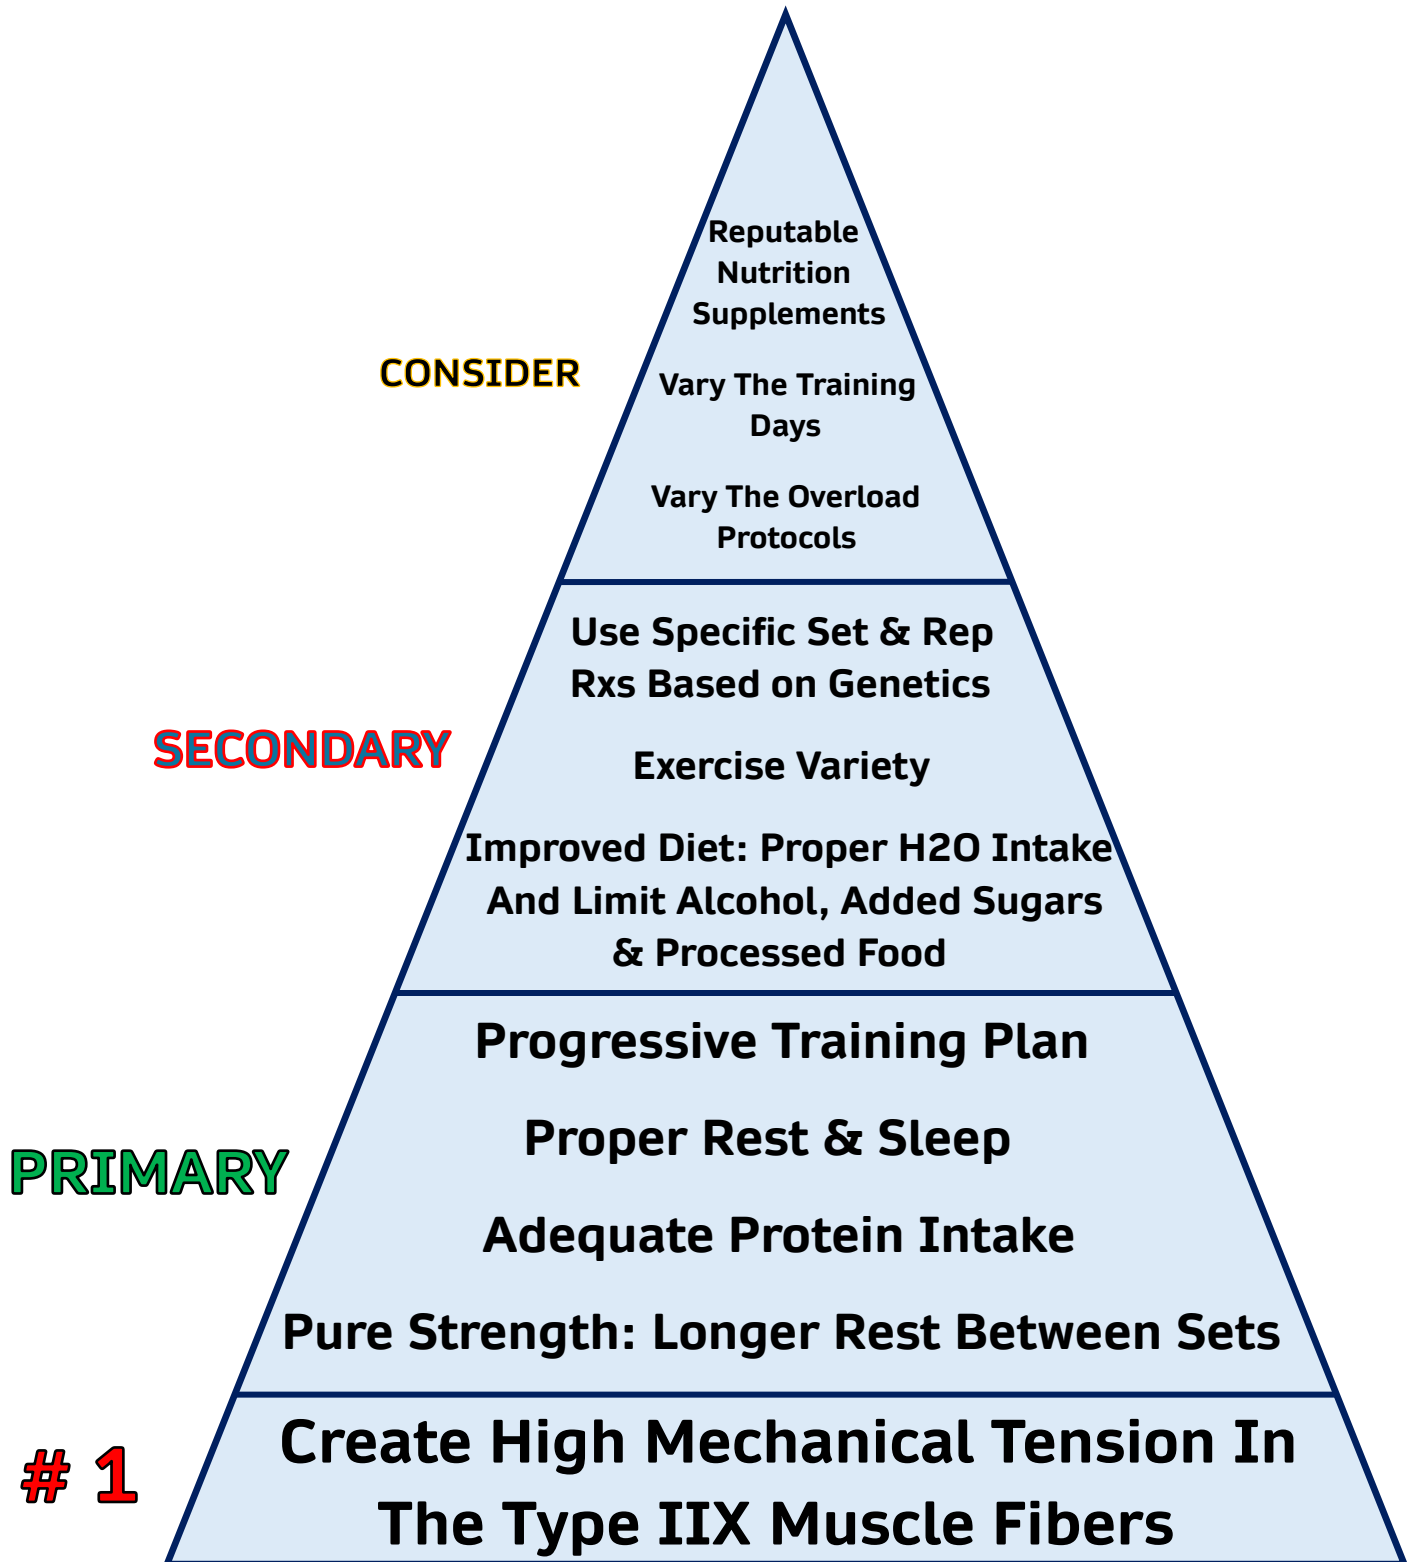 Reputable
Nutrition
Supplements
CONSIDER
Vary The Training
Days
Vary The Overload
Protocols
Use Specific Set & Rep
Rxs Based on Genetics
SECONDARY
Exercise Variety
Improved Diet: Proper H2O Intake
And Limit Alcohol, Added Sugars
& Processed Food
Progressive Training Plan
Proper Rest & Sleep
PRIMARY
Adequate Protein Intake
Pure Strength: Longer Rest Between Sets
# 1
Create High Mechanical Tension In
The Type IIX Muscle Fibers